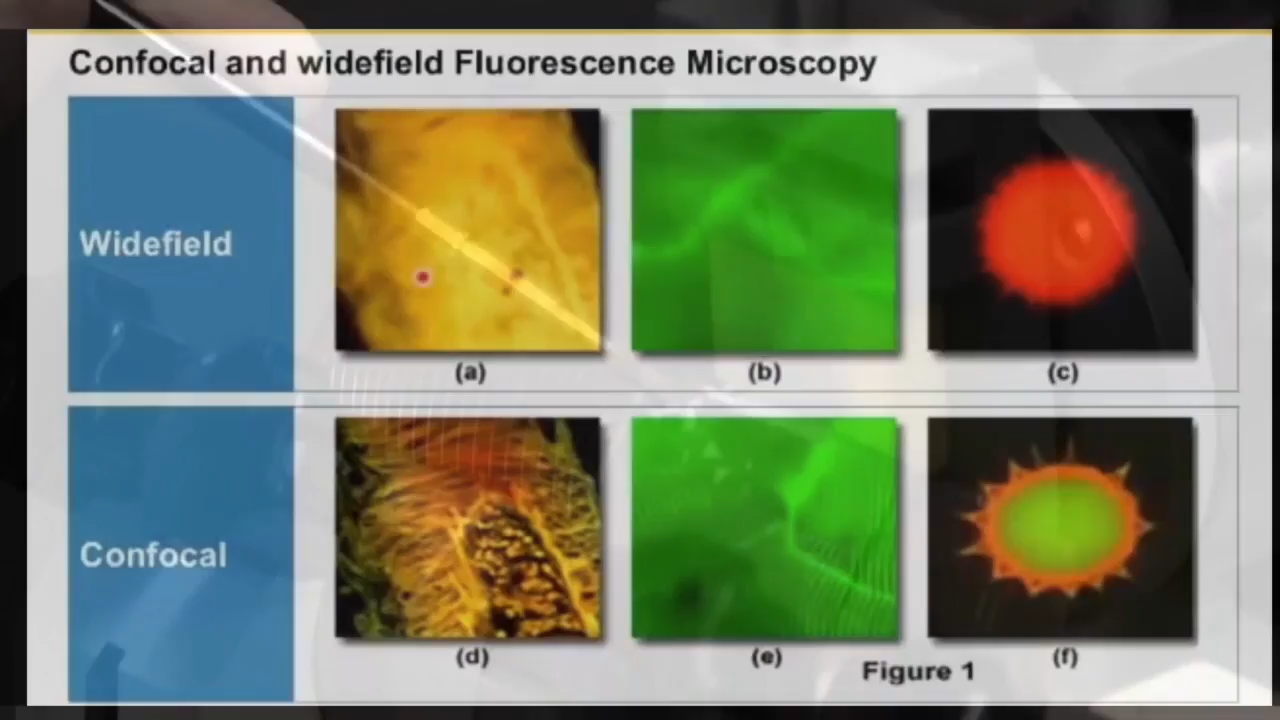 Confocal and widefield Fluorescence Microscopy
Widefield
(a)
(b)
(c)
Confocal
(d)
(e)
(f)
Figure 1